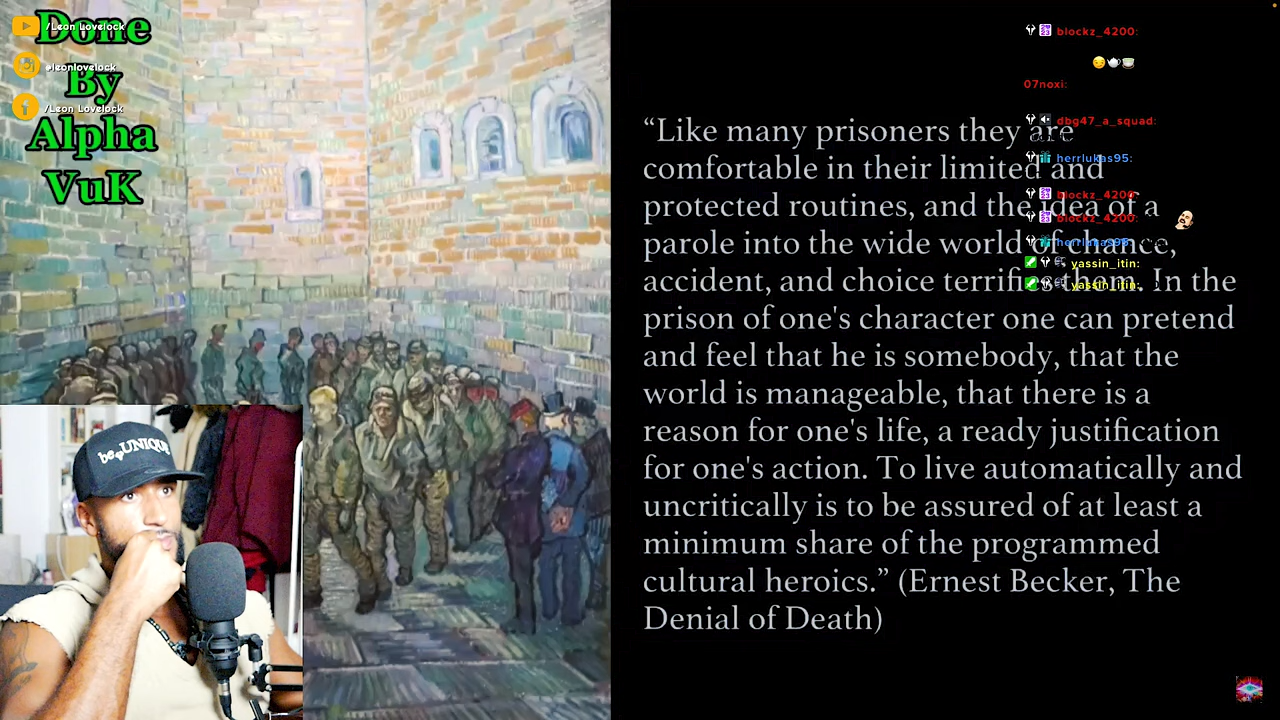 Done
/Leon Lovelock
By
@leonlovelock
/Leon Lovelock
Alpha
VuK
be UNIQUE
“Like many prisoners they are
comfortable in their limited and
protected routines, and the idea of a
parole into the wide world of chance,
accident, and choice terrifies them. In the
prison of one's character one can pretend
and feel that he is somebody, that the
world is manageable, that there is a
reason for one's life, a ready justification
for one's action. To live automatically and
uncritically is to be assured of at least a
minimum share of the programmed
cultural heroics.” (Ernest Becker, The
Denial of Death)
blockz_4200:
07noxi:
dbg47_a_squad:
herrlukas95:
blockz_4200:
blockz_4200:
herrlukas95:
yassin_itin:
yassin_itin: